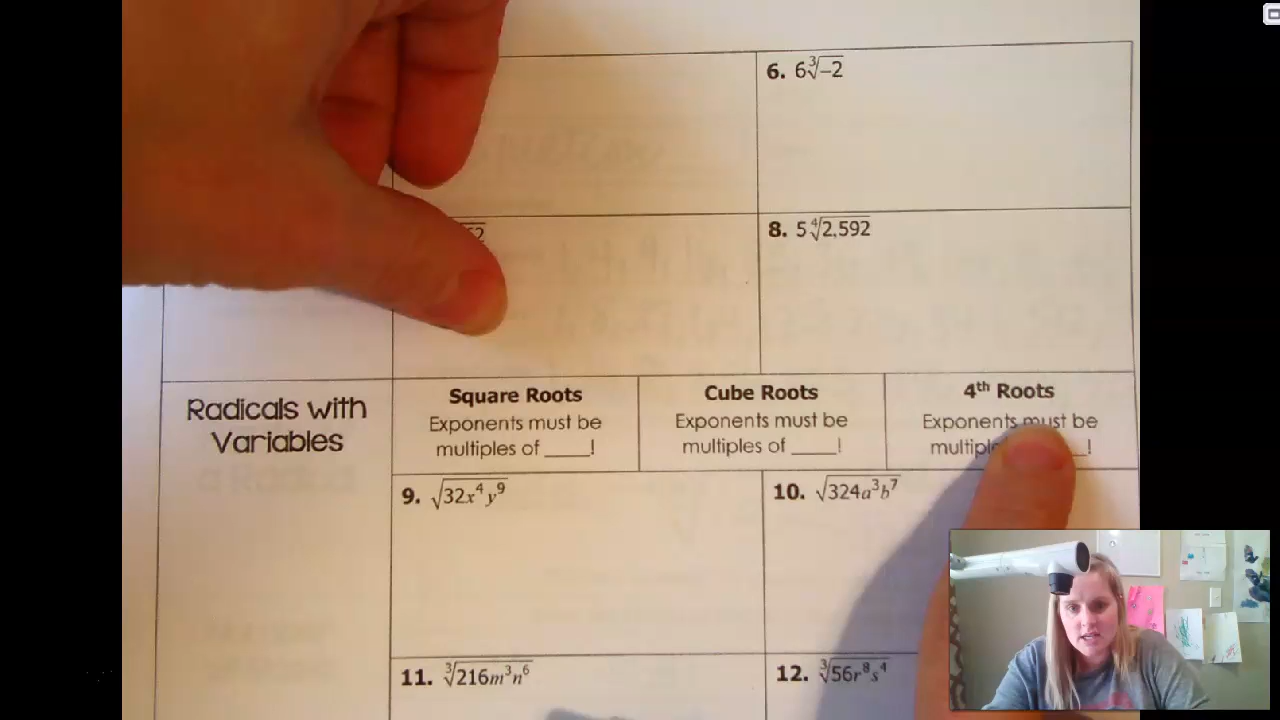 6. 6∛−2
8. 5∜2,592
Radicals with
Variables
Square Roots
Exponents must be
multiples of ____!
Cube Roots
Exponents must be
multiples of ____!
4th Roots
Exponents must be
!
9. √32x⁴y⁹
10. √324a³b⁷
11. ∛216m³n⁶
12. ∛56r⁸s⁴